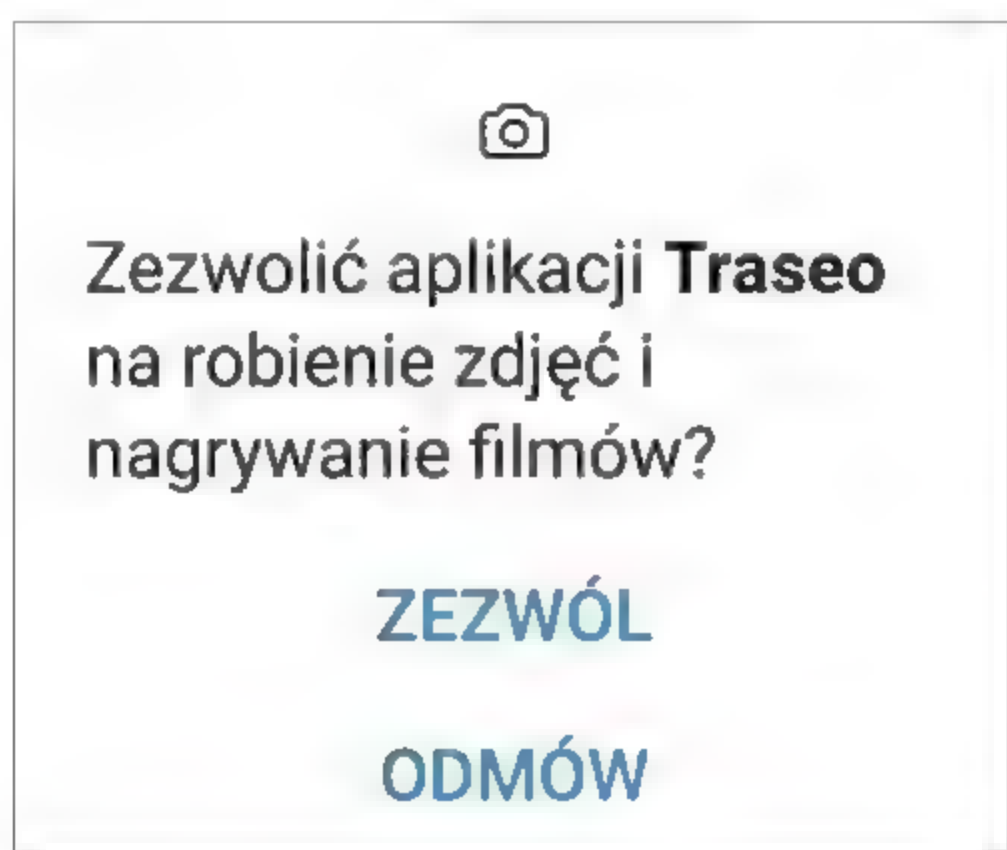 Zezwolić aplikacji Traseo
na robienie zdjęć i
nagrywanie filmów?
ZEZWÓL
ODMÓW